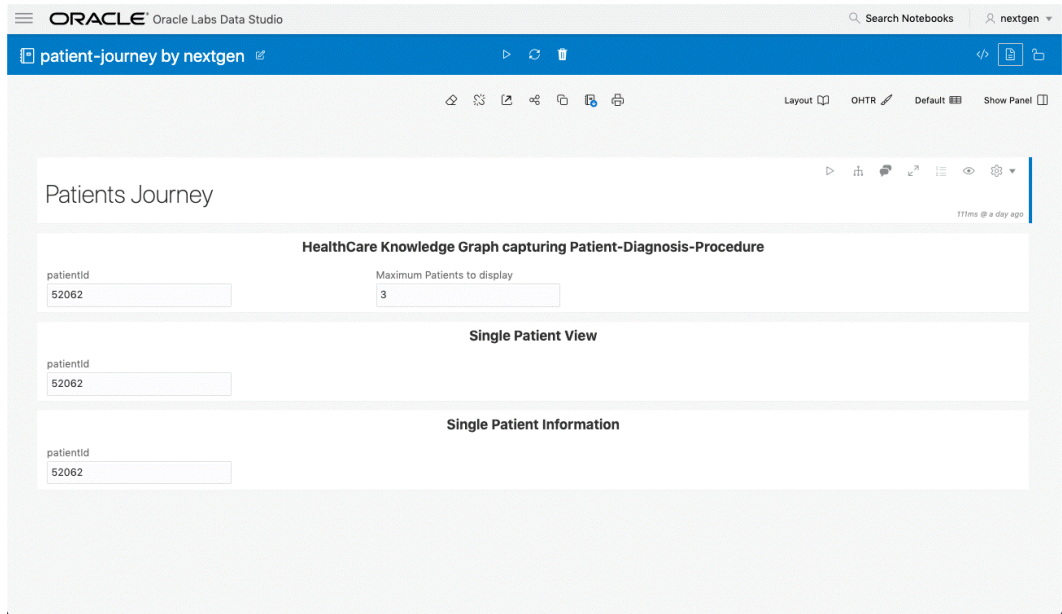 ORACLE® Oracle Labs Data Studio
Search Notebooks
nextgen
patient-journey by nextgen
Layout
OHTR
Default
Show Panel
Patients Journey
111ms @ a day ago
HealthCare Knowledge Graph capturing Patient-Diagnosis-Procedure
patientId
Maximum Patients to display
52062
3
Single Patient View
patientId
52062
Single Patient Information
patientId
52062